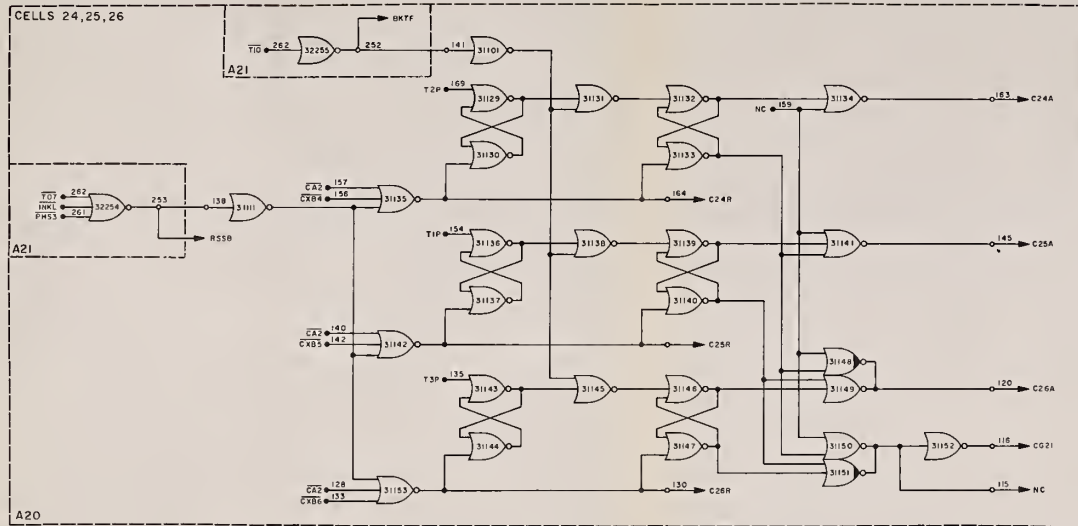 CELLS 24,25,26
BKTF
T10 262 32255 252 141 31101
A21
T2P 169 31129 31131 31132 NC 159 31134 163 C24A
31130 31133
CA2 157
CXB4 156 31135 164 C24R
T07 262
INKL 32254 253 138 31111
PHS3 261
RSSB
A21
T1P 154 31136 31138 31139 31141 145 C25A
31137 31140
CA2 140
CXB5 142 31142 C25R
31148
T3P 135 31143 31145 31146 31149 120 C26A
31144 31147 31150 31152 116 CG21
31151
CA2 128 31153 130 C26R 115 NC
CXB6 133
A20